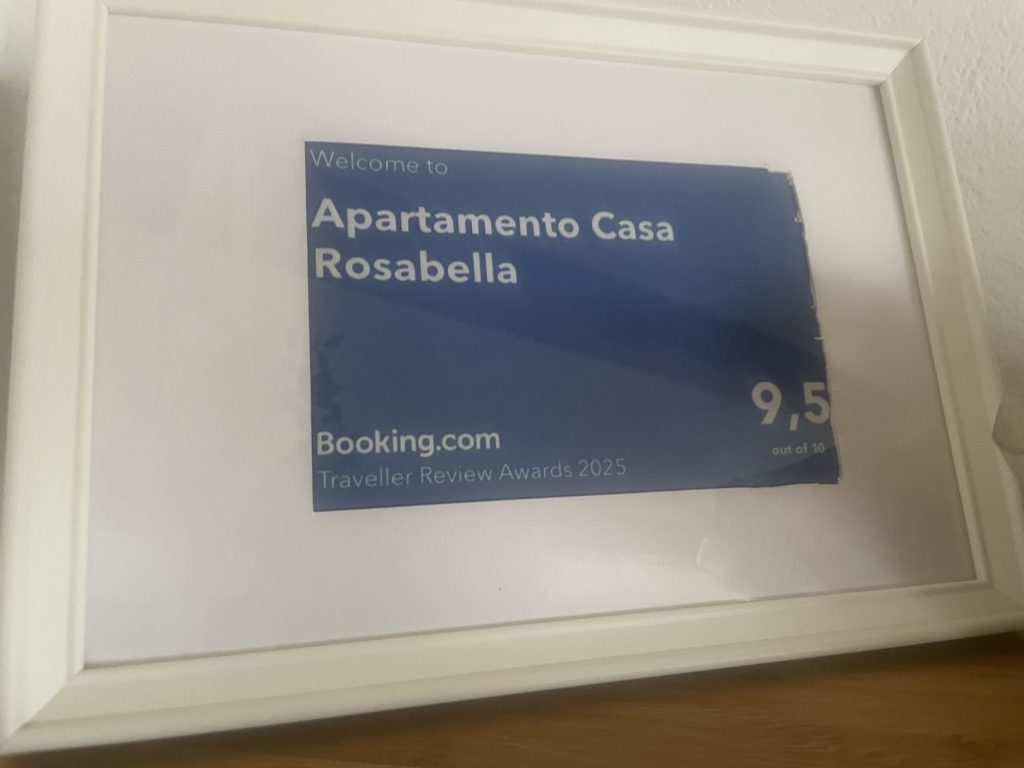 Welcome to
Apartamento Casa
Rosabella
9,5
out of 10
Booking.com
Traveller Review Awards 2025